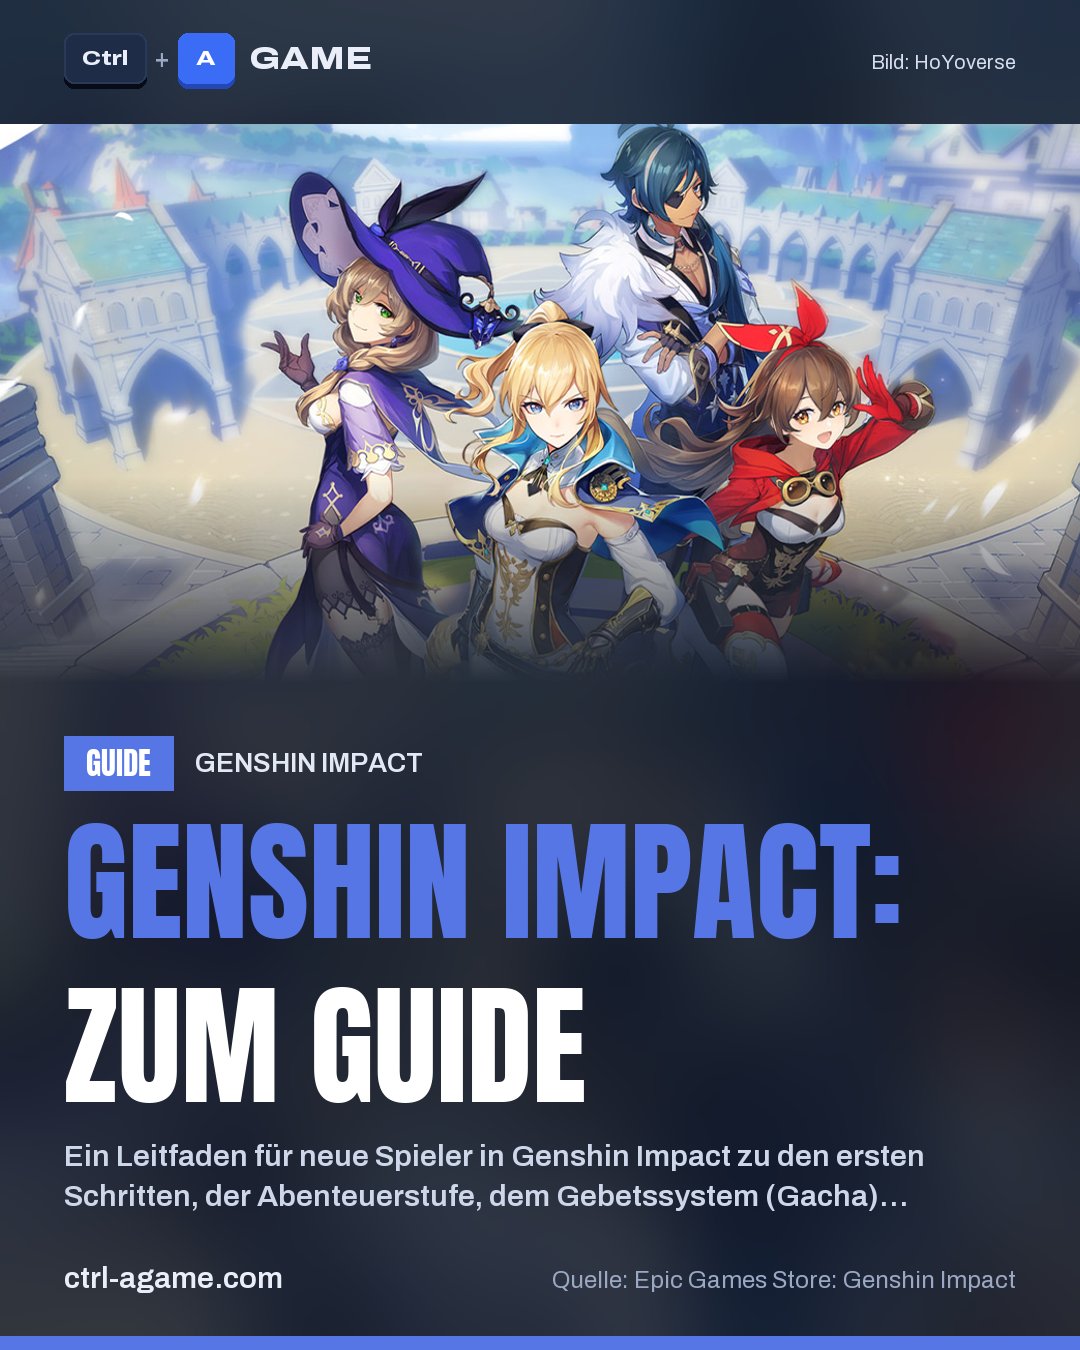 Ctrl + A GAME
Bild: HoYoverse
GUIDE GENSHIN IMPACT
GENSHIN IMPACT:
ZUM GUIDE
Ein Leitfaden für neue Spieler in Genshin Impact zu den ersten
Schritten, der Abenteuerstufe, dem Gebetssystem (Gacha)...
ctrl-agame.com
Quelle: Epic Games Store: Genshin Impact